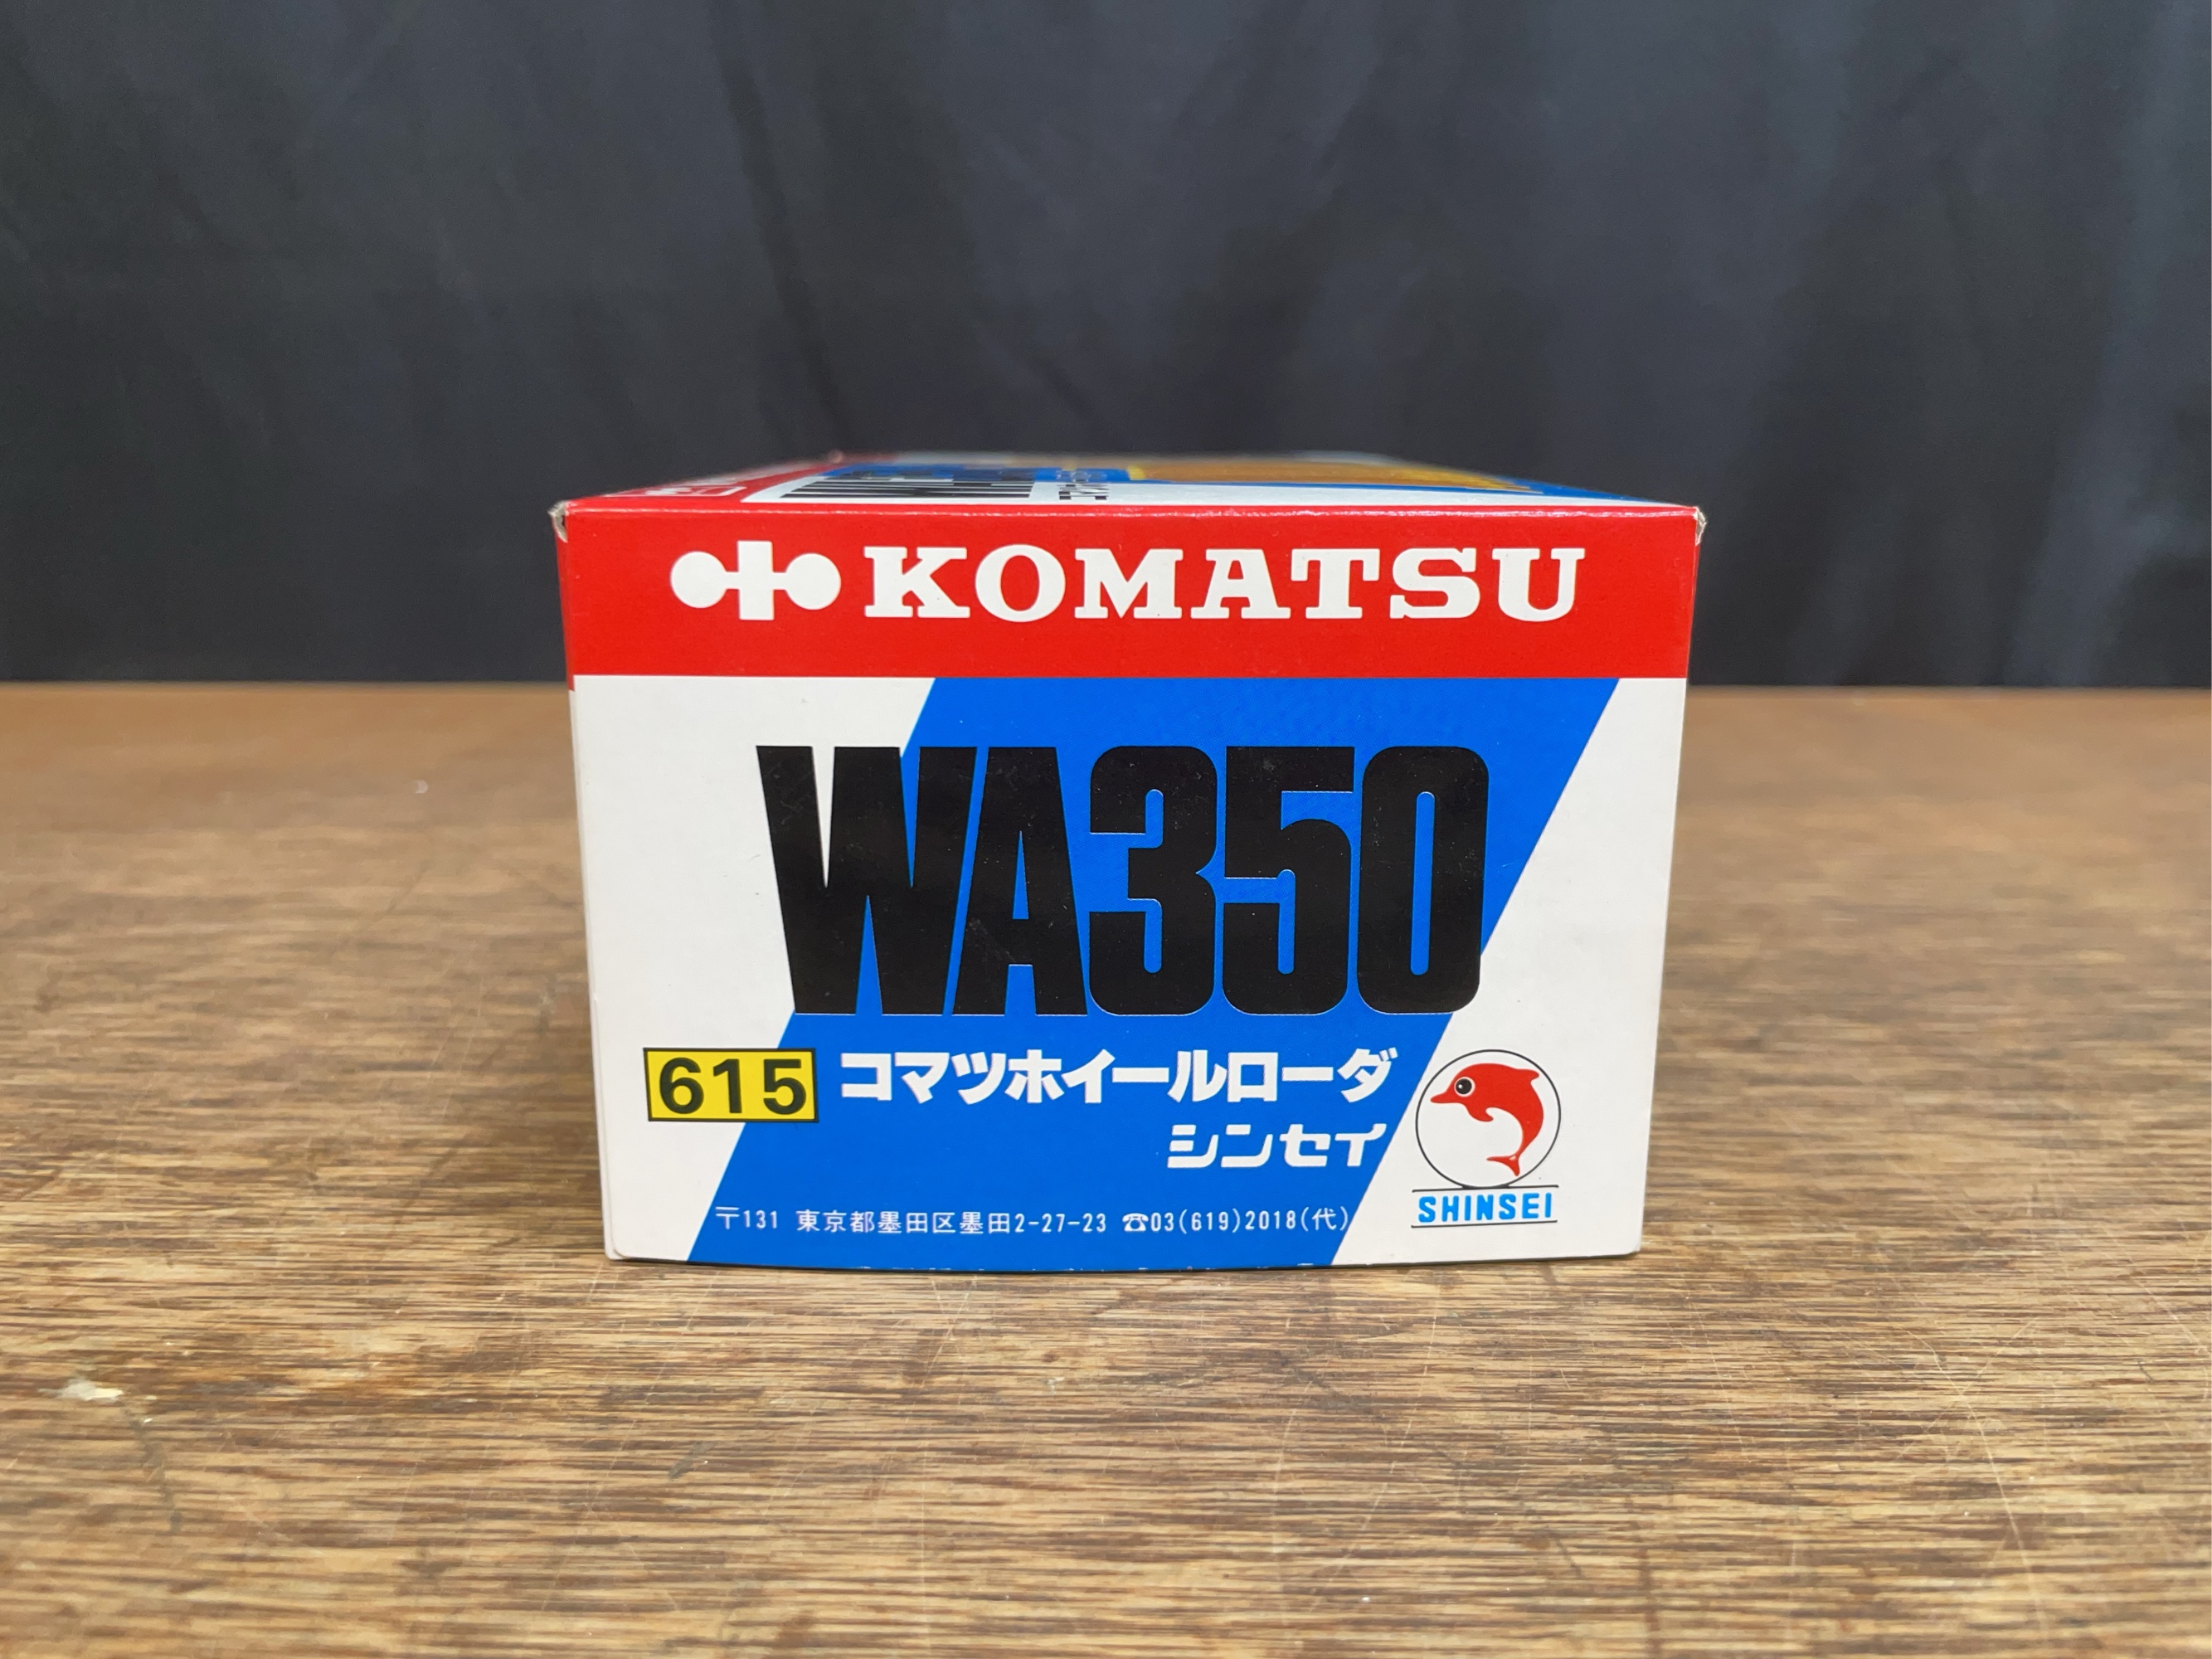 KOMATSU
WA350
615 コマツホイールローダ
シンセイ
〒131 東京都墨田区墨田2-27-23 ☎03(619)2018(代)
SHINSEI